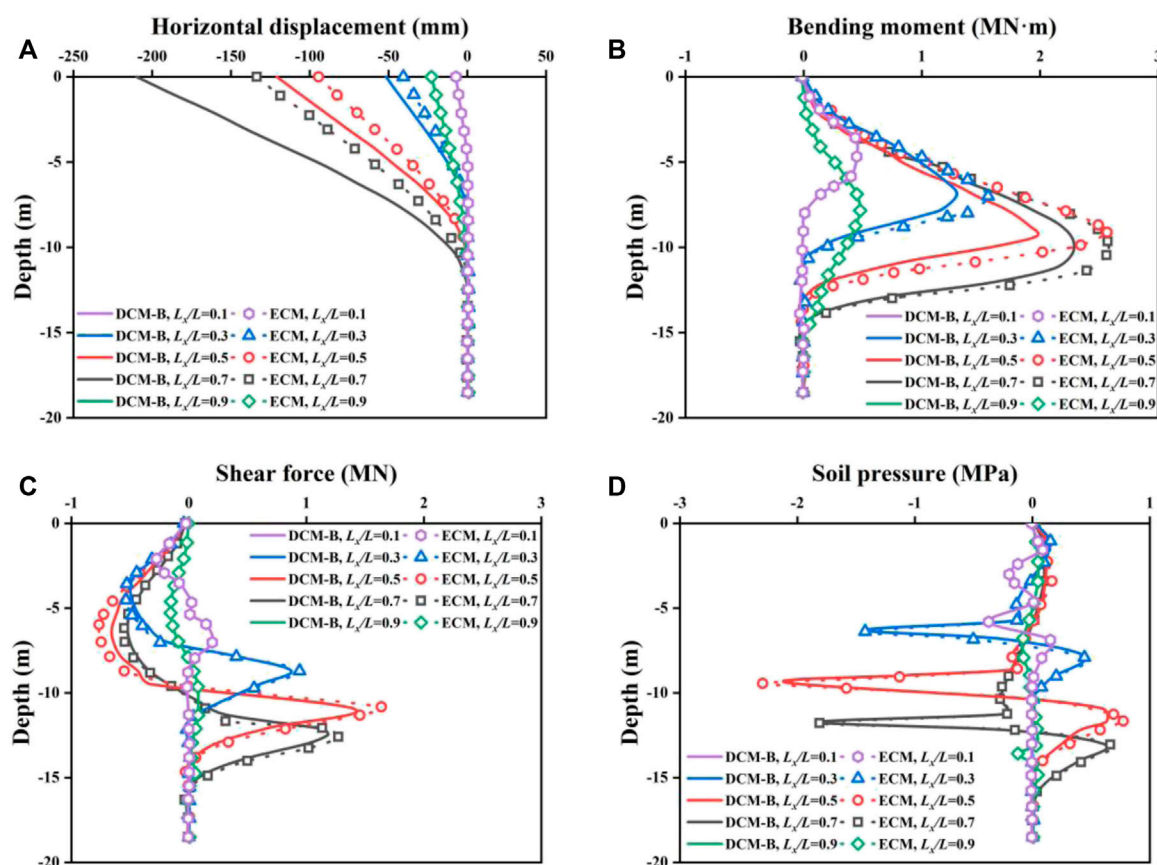 A
Horizontal displacement (mm)
-250 -200 -150 -100 -50 0 50
0
-5
-10
-15
-20
Depth (m)
DCM-B, Lx/L=0.1 ECM, Lx/L=0.1
DCM-B, Lx/L=0.3 ECM, Lx/L=0.3
DCM-B, Lx/L=0.5 ECM, Lx/L=0.5
DCM-B, Lx/L=0.7 ECM, Lx/L=0.7
DCM-B, Lx/L=0.9 ECM, Lx/L=0.9
B
Bending moment (MN·m)
-1 0 1 2 3
0
-5
-10
-15
-20
Depth (m)
DCM-B, Lx/L=0.1 ECM, Lx/L=0.1
DCM-B, Lx/L=0.3 ECM, Lx/L=0.3
DCM-B, Lx/L=0.5 ECM, Lx/L=0.5
DCM-B, Lx/L=0.7 ECM, Lx/L=0.7
DCM-B, Lx/L=0.9 ECM, Lx/L=0.9
C
Shear force (MN)
-1 0 1 2 3
0
-5
-10
-15
-20
Depth (m)
DCM-B, Lx/L=0.1 ECM, Lx/L=0.1
DCM-B, Lx/L=0.3 ECM, Lx/L=0.3
DCM-B, Lx/L=0.5 ECM, Lx/L=0.5
DCM-B, Lx/L=0.7 ECM, Lx/L=0.7
DCM-B, Lx/L=0.9 ECM, Lx/L=0.9
D
Soil pressure (MPa)
-3 -2 -1 0 1
0
-5
-10
-15
-20
Depth (m)
DCM-B, Lx/L=0.1 ECM, Lx/L=0.1
DCM-B, Lx/L=0.3 ECM, Lx/L=0.3
DCM-B, Lx/L=0.5 ECM, Lx/L=0.5
DCM-B, Lx/L=0.7 ECM, Lx/L=0.7
DCM-B, Lx/L=0.9 ECM, Lx/L=0.9